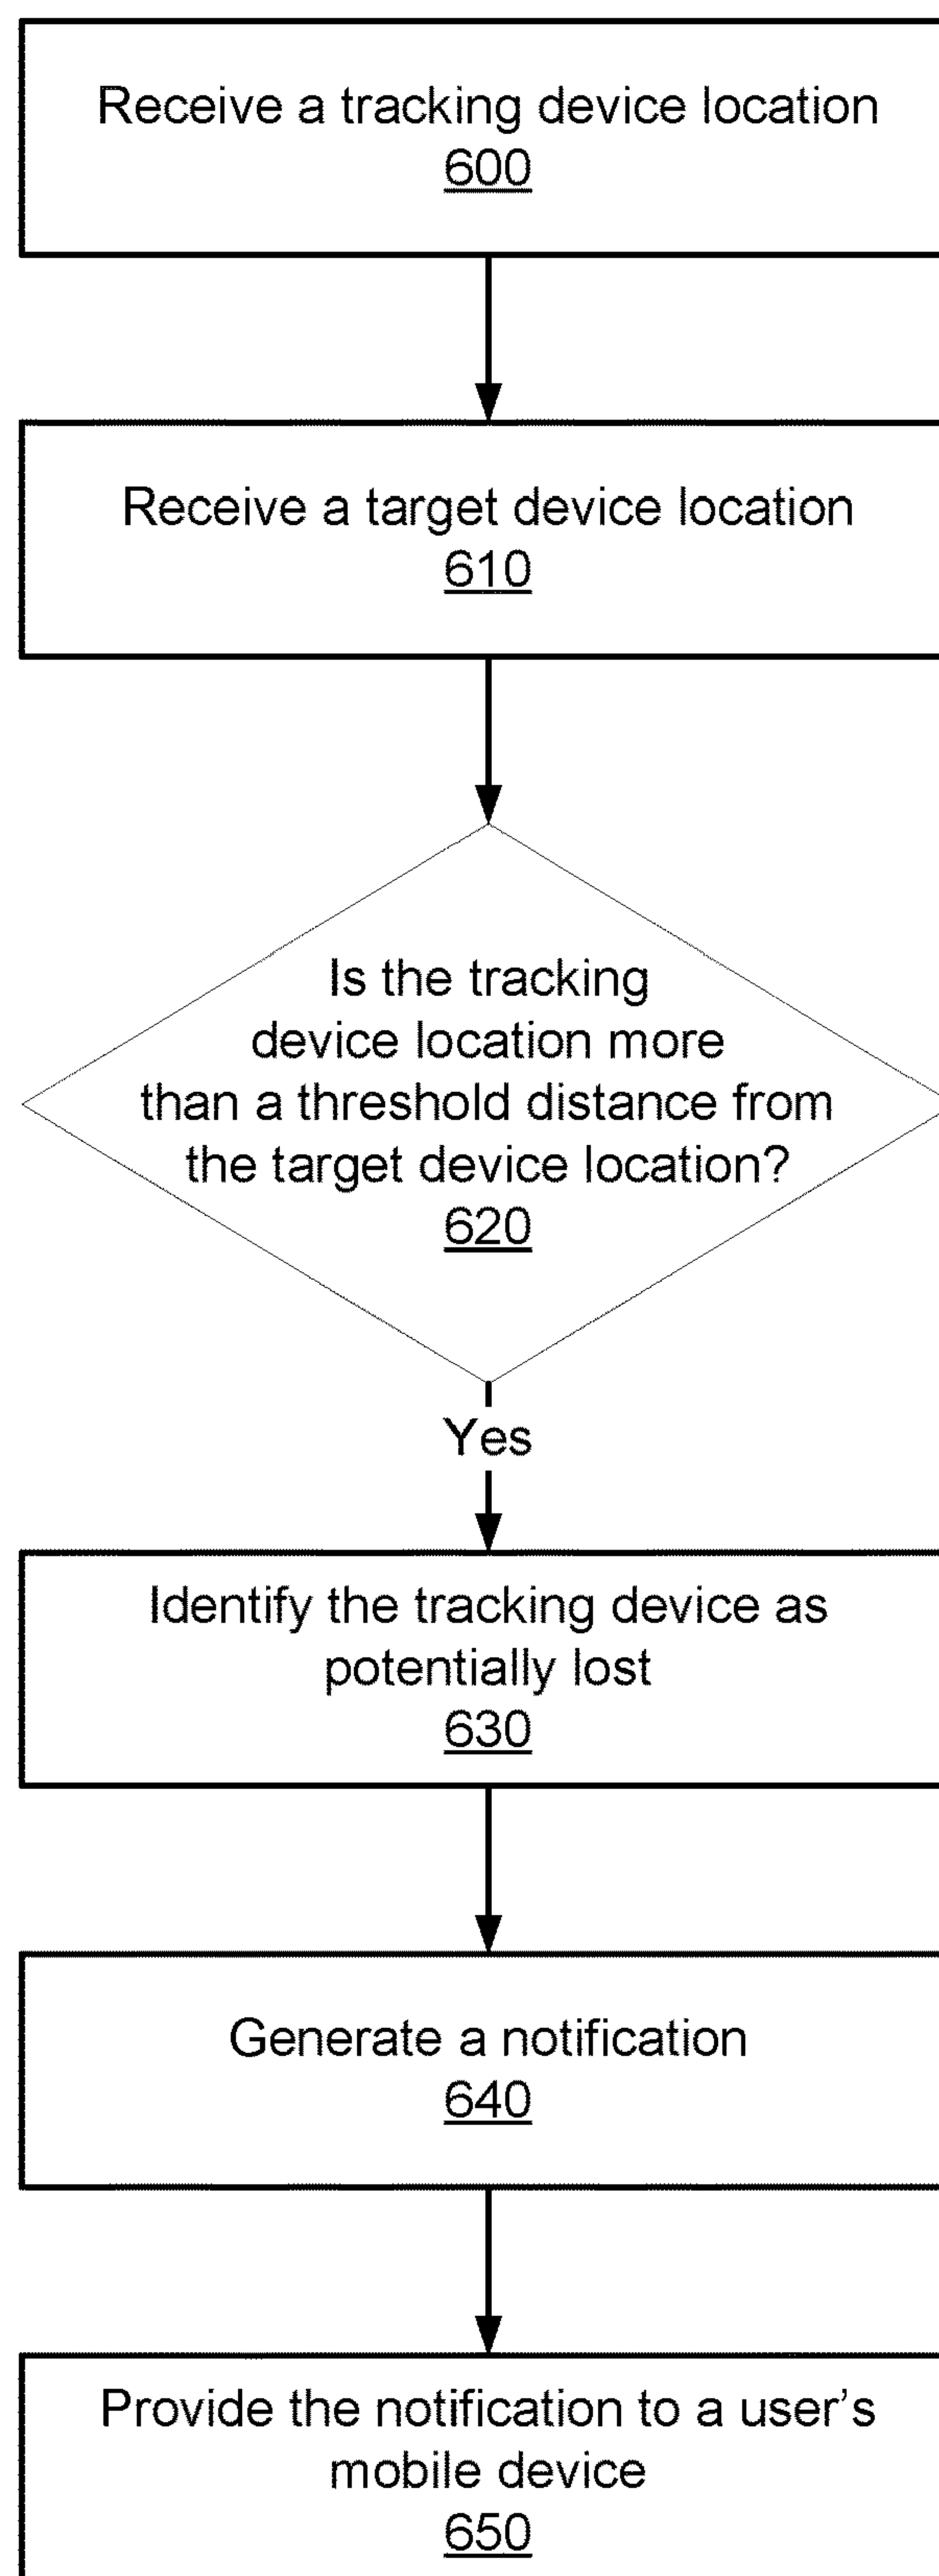 Receive a tracking device location
600
Receive a target device location
610
Is the tracking
device location more
than a threshold distance from
the target device location?
620
Yes
Identify the tracking device as
potentially lost
630
Generate a notification
640
Provide the notification to a user’s
mobile device
650